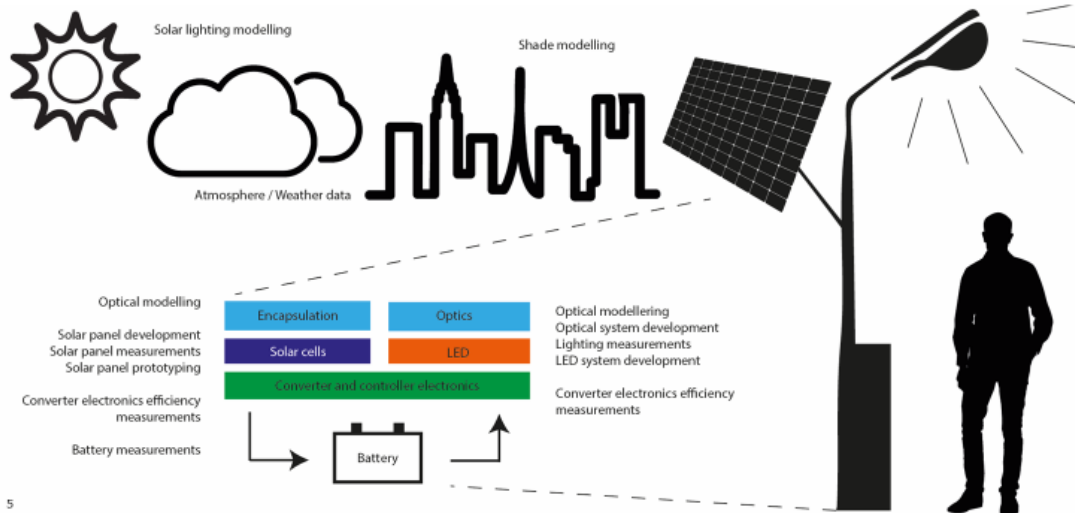 Solar lighting modelling
Shade modelling
Atmosphere / Weather data
Optical modelling
Solar panel development
Solar panel measurements
Solar panel prototyping
Converter electronics efficiency
measurements
Battery measurements
Encapsulation
Optics
Solar cells
LED
Converter and controller electronics
Battery
Optical modellering
Optical system development
Lighting measurements
LED system development
Converter electronics efficiency
measurements
5